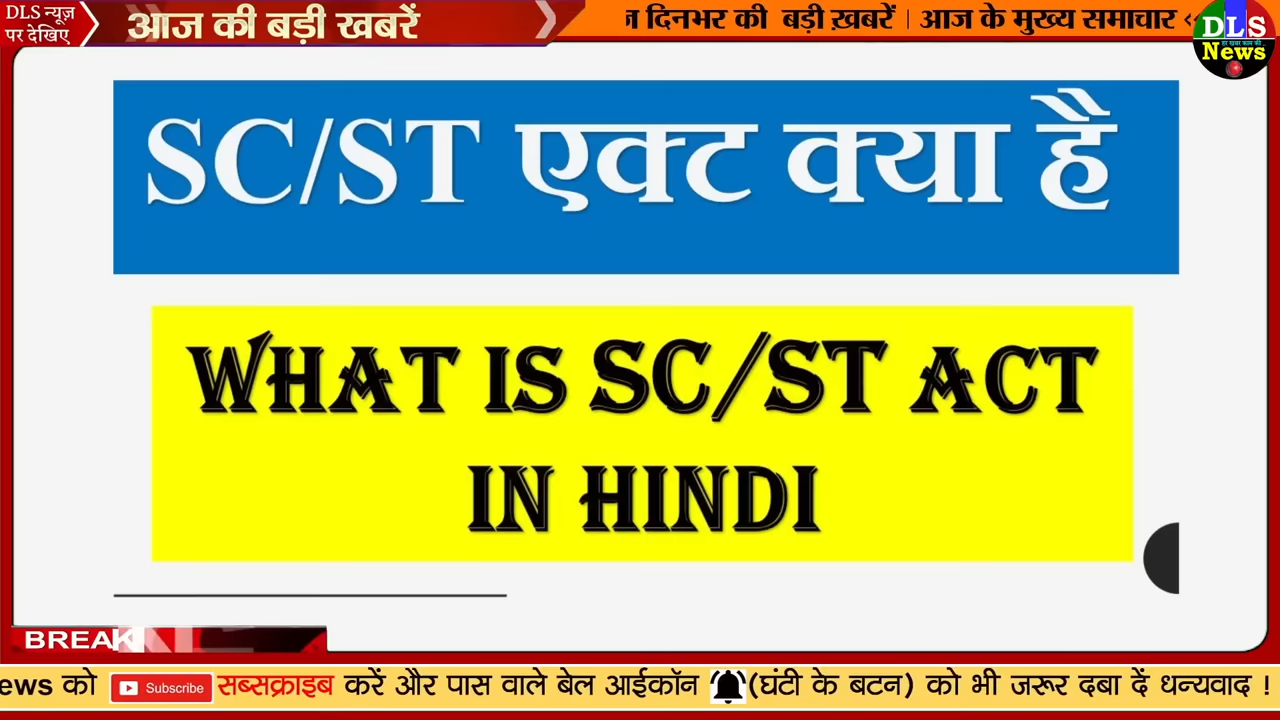 DLS न्यूज़
पर देखिए
आज की बड़ी खबरें
दिनभर की बड़ी ख़बरें | आज के मुख्य समाचार
DLS
News
SC/ST एक्ट क्या है
WHAT IS SC/ST ACT
IN HINDI
BREAK
ews को Subscribe सब्सक्राइब करें और पास वाले बेल आईकॉन (घंटी के बटन) को भी जरूर दबा दें धन्यवाद !